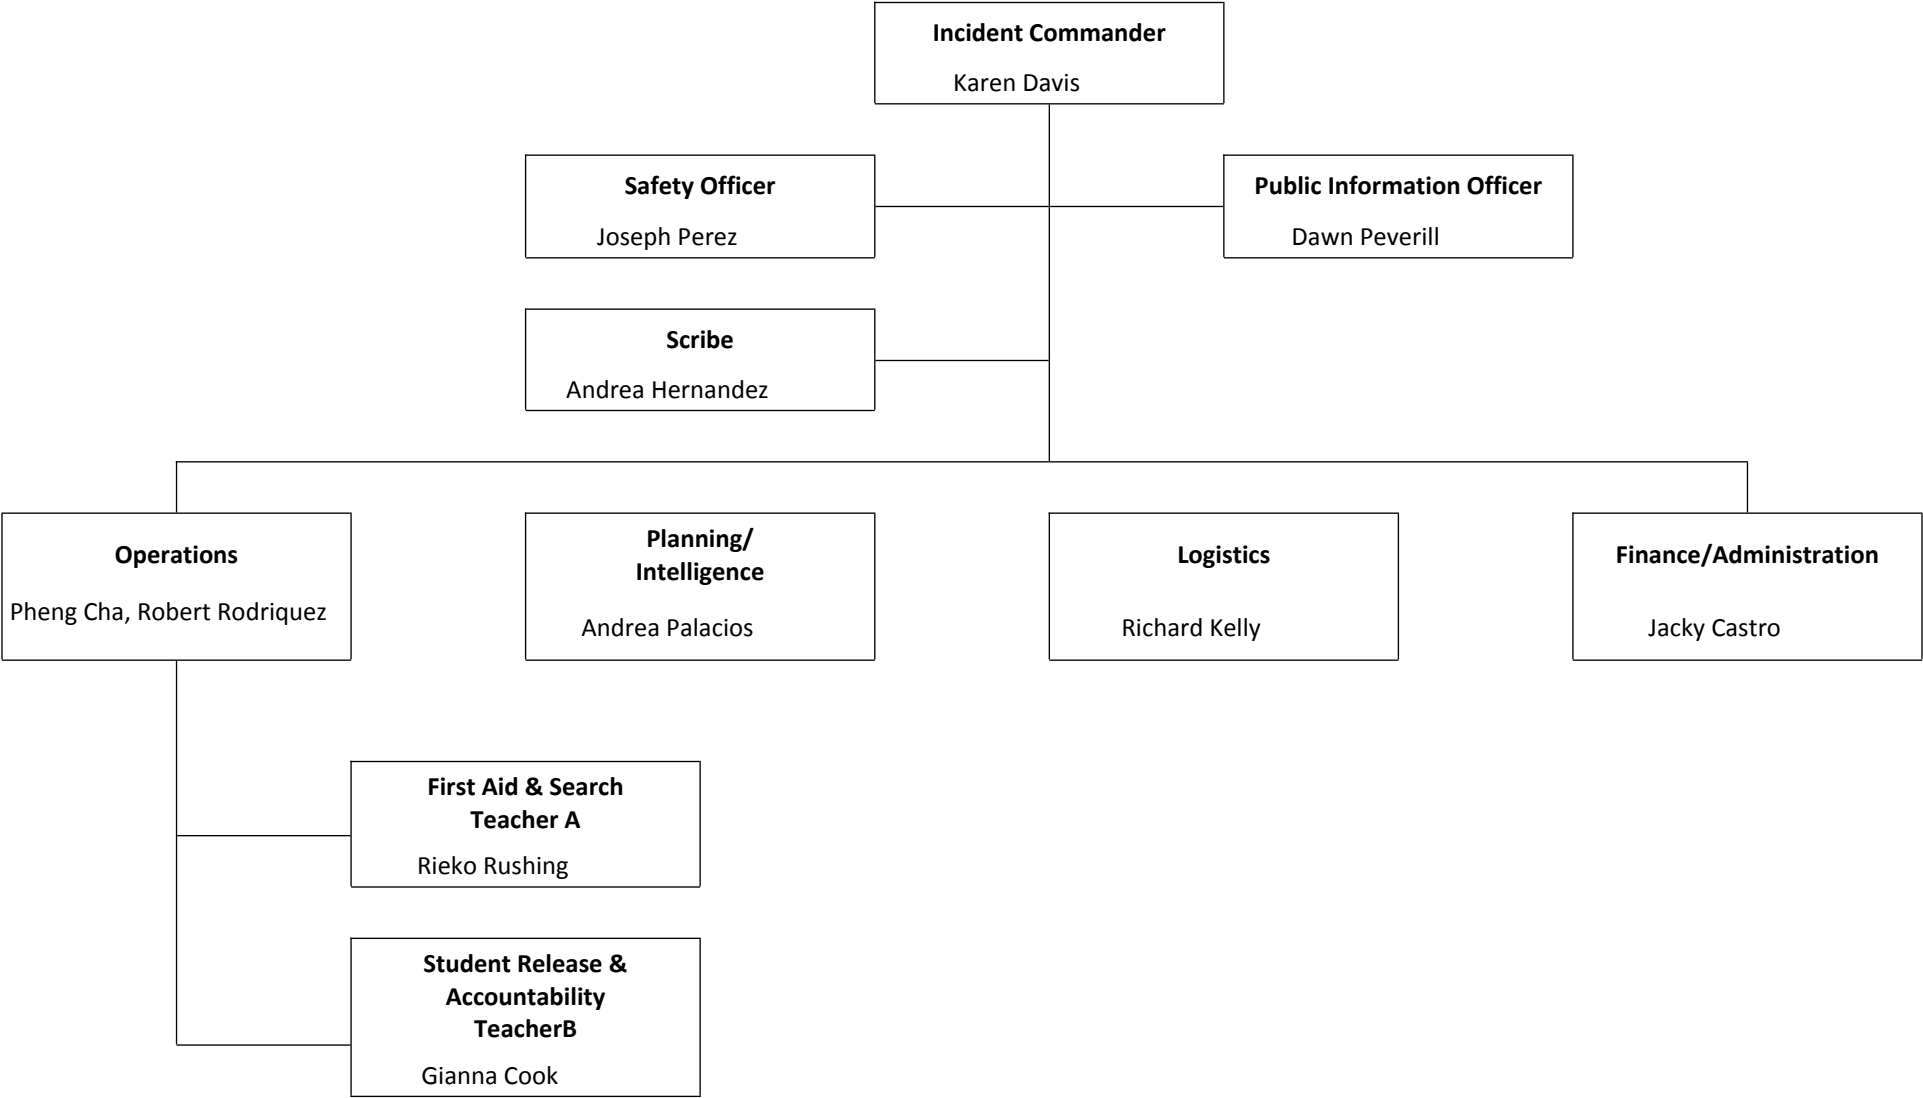 Incident Commander
Karen Davis
Safety Officer
Joseph Perez
Public Information Officer
Dawn Peverill
Scribe
Andrea Hernandez
Operations
Pheng Cha, Robert Rodriquez
Planning/
Intelligence
Andrea Palacios
Logistics
Richard Kelly
Finance/Administration
Jacky Castro
First Aid & Search
Teacher A
Rieko Rushing
Student Release &
Accountability
TeacherB
Gianna Cook